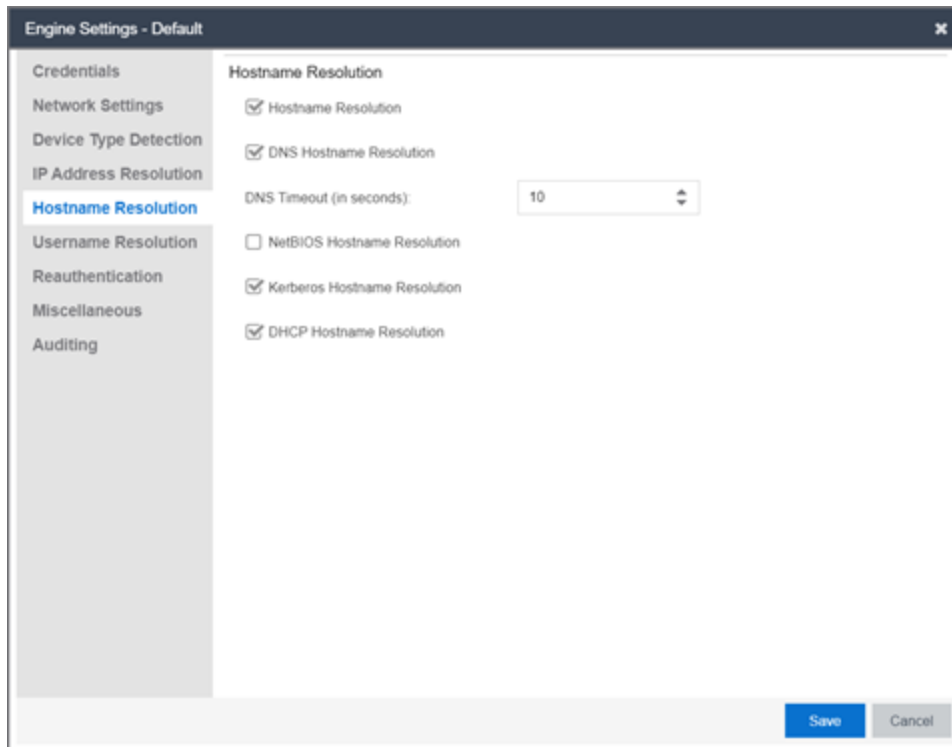 Engine Settings - Default
Credentials
Network Settings
Device Type Detection
IP Address Resolution
Hostname Resolution
Username Resolution
Reauthentication
Miscellaneous
Auditing
Hostname Resolution
Hostname Resolution
DNS Hostname Resolution
DNS Timeout (in seconds): 10
NetBIOS Hostname Resolution
Kerberos Hostname Resolution
DHCP Hostname Resolution
Save Cancel